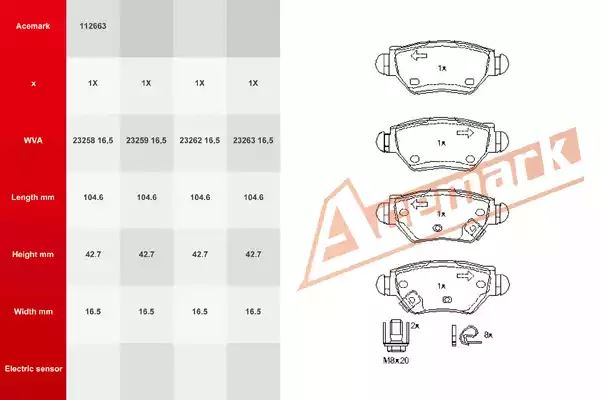 Acemark 112663
x 1X 1X 1X 1X
WVA 23258 16,5 23259 16,5 23262 16,5 23263 16,5
Length mm 104.6 104.6 104.6 104.6
Height mm 42.7 42.7 42.7 42.7
Width mm 16.5 16.5 16.5 16.5
Electric sensor
1x
1x
1x
1x
2x
8x
M8x20
Acemark